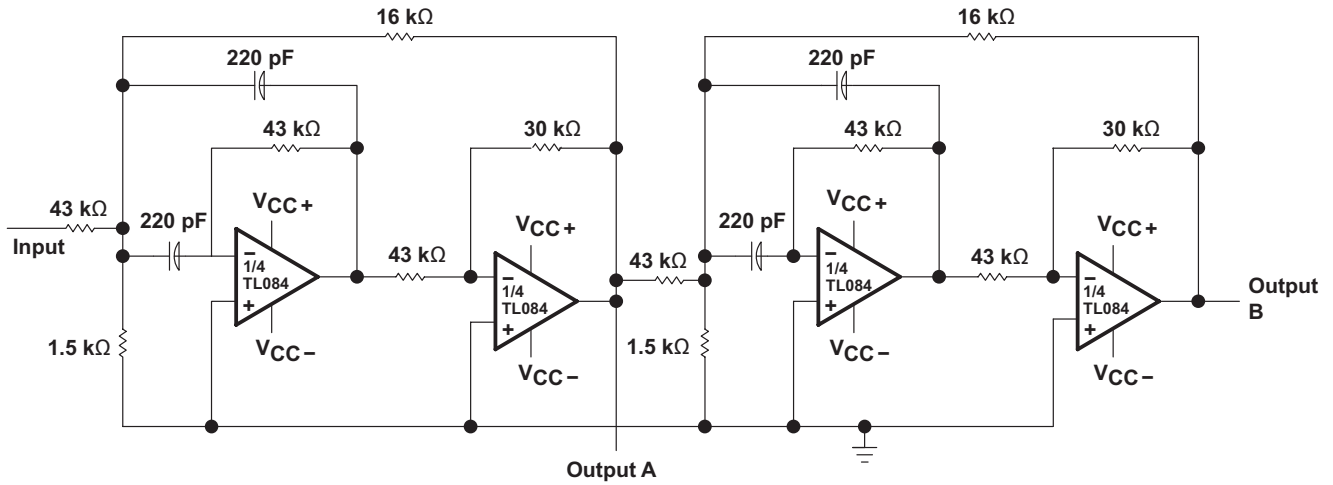 16 kΩ
16 kΩ
220 pF
220 pF
43 kΩ
30 kΩ
43 kΩ
30 kΩ
43 kΩ
Input
220 pF
VCC+
−
1/4
TL084
+
VCC−
43 kΩ
VCC+
−
1/4
TL084
+
VCC−
1.5 kΩ
43 kΩ
220 pF
VCC+
−
1/4
TL084
+
VCC−
43 kΩ
VCC+
−
1/4
TL084
+
VCC−
1.5 kΩ
Output
B
Output A